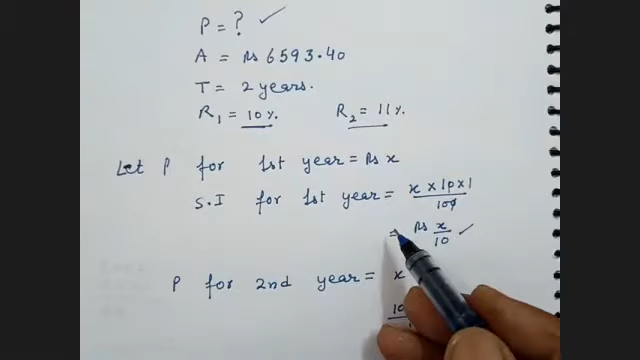 P = ? ✓
A = Rs 6593.40
T = 2 years.
R₁ = 10%. R₂ = 11%.
Let P for 1st year = Rs x
S.I for 1st year = x × 10 × 1 / 100
= Rs x/10 ✓
P for 2nd year = x
10